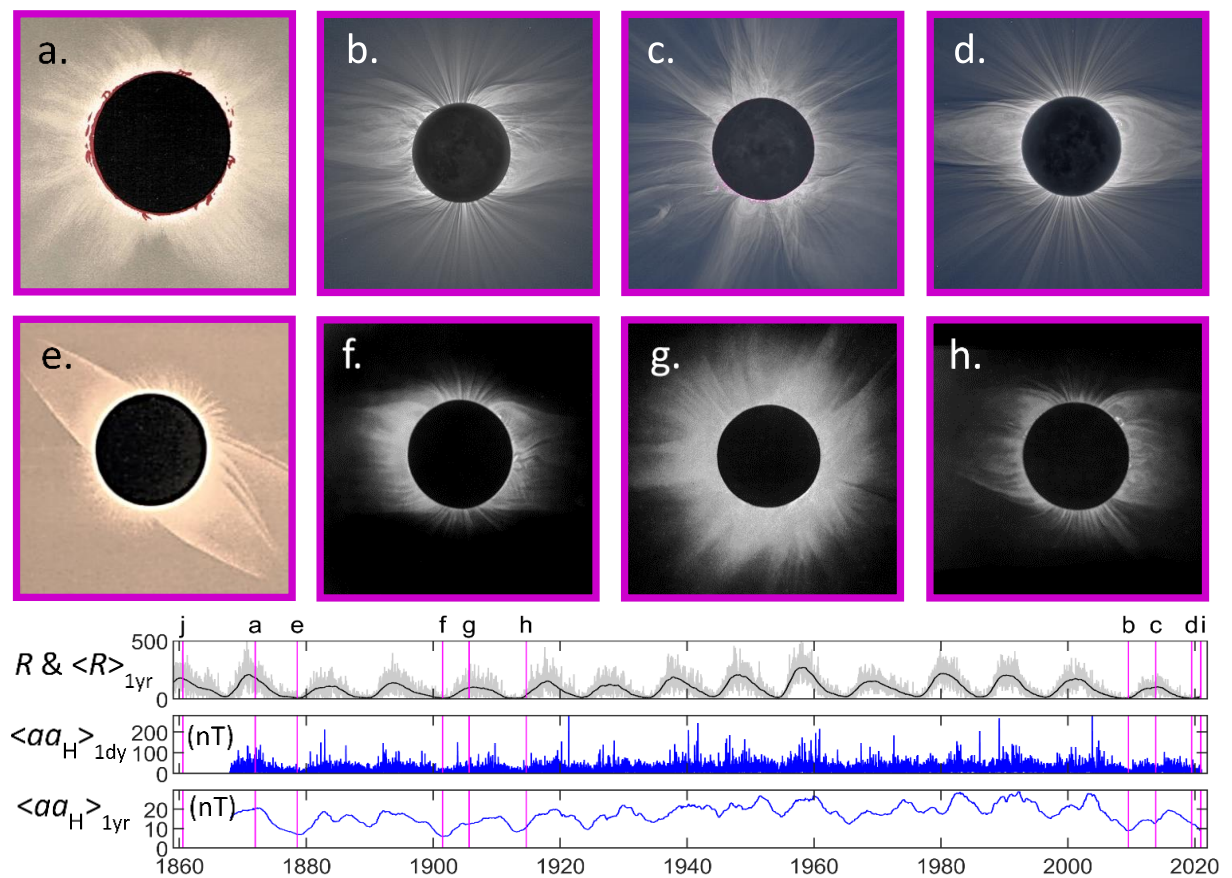 a.
b.
c.
d.
e.
f.
g.
h.
j a e f g h b c d i
R & <R>1yr
500
0
<aaH>1dy
(nT)
200
100
0
<aaH>1yr
(nT)
20
10
0
1860 1880 1900 1920 1940 1960 1980 2000 2020